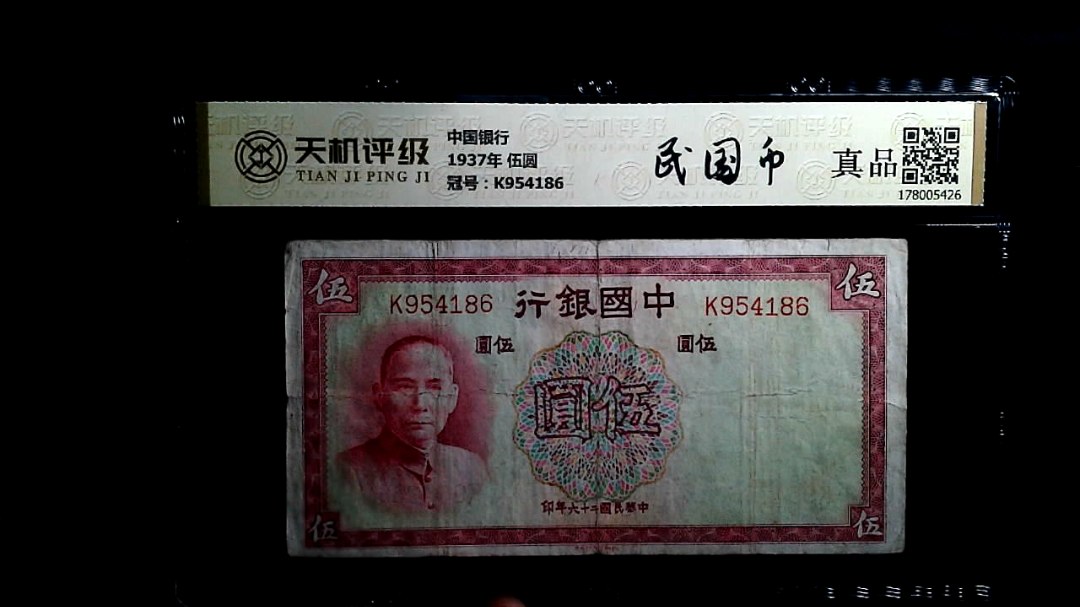 天机评级
TIAN JI PING JI
中国银行
1937年 伍圆
冠号：K954186
民国币
真品
178005426
伍
伍
K954186
行銀國中
K954186
圓伍
圓伍
圓伍
印年六十二國民華中
伍
伍